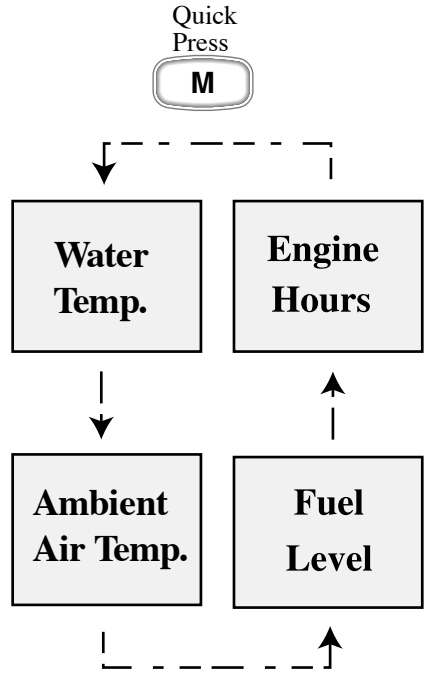 Quick
Press
M
Water
Temp.
Engine
Hours
Ambient
Air Temp.
Fuel
Level